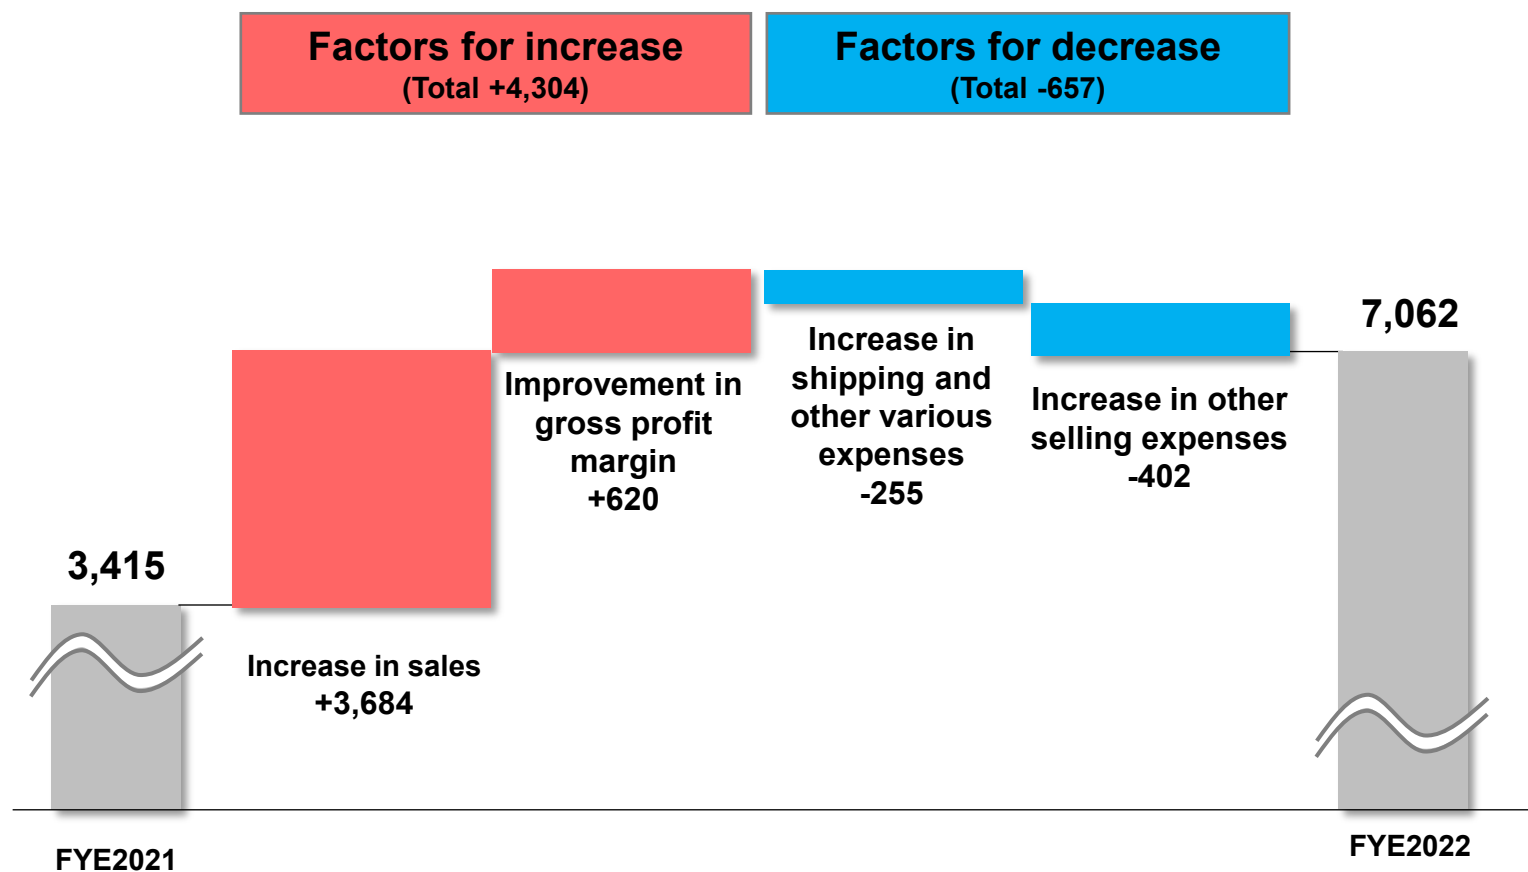 Factors for increase
(Total +4,304)
Factors for decrease
(Total -657)
3,415
FYE2021
Increase in sales
+3,684
Improvement in
gross profit
margin
+620
Increase in
shipping and
other various
expenses
-255
Increase in other
selling expenses
-402
7,062
FYE2022